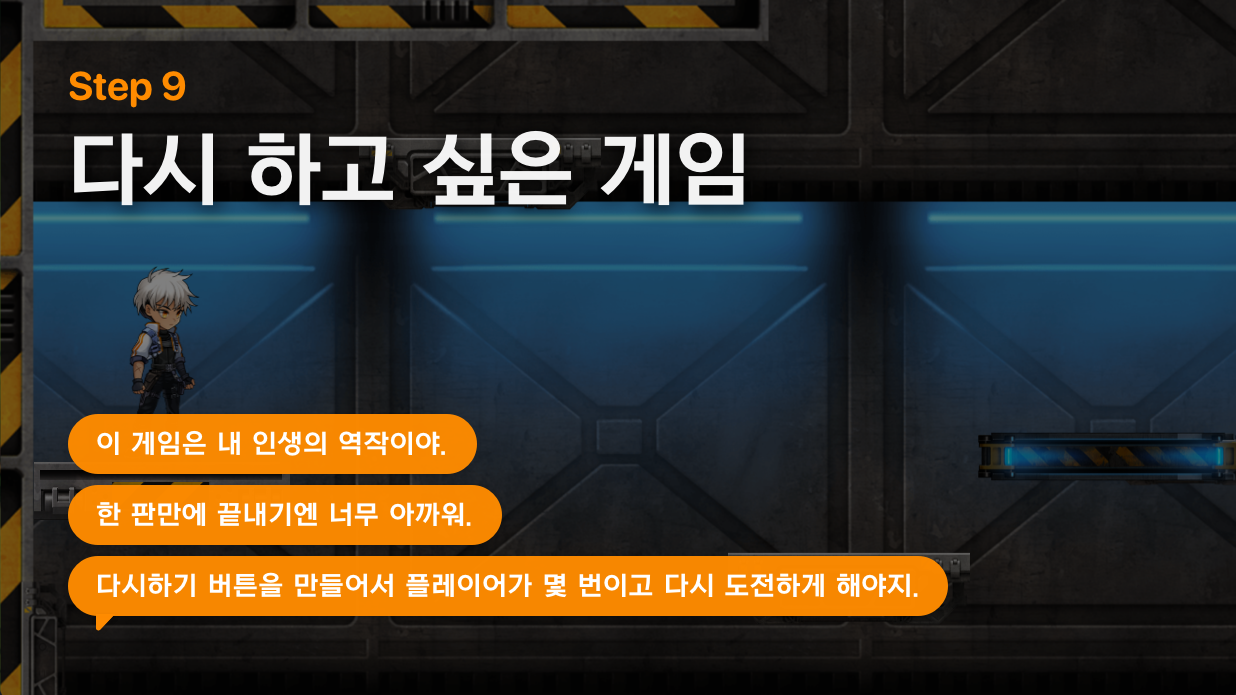 Step 9
다시 하고 싶은 게임
이 게임은 내 인생의 역작이야.
한 판만에 끝내기엔 너무 아까워.
다시하기 버튼을 만들어서 플레이어가 몇 번이고 다시 도전하게 해야지.